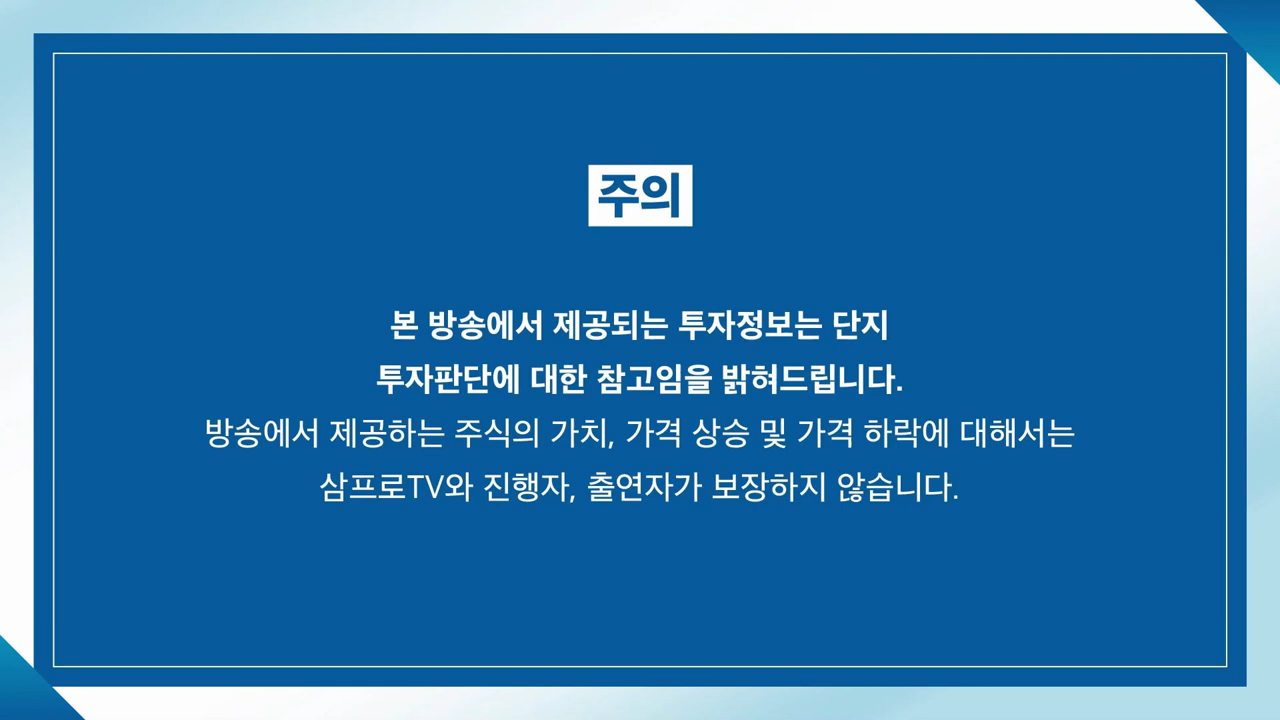 주의
본 방송에서 제공되는 투자정보는 단지
투자판단에 대한 참고임을 밝혀드립니다.
방송에서 제공하는 주식의 가치, 가격 상승 및 가격 하락에 대해서는
삼프로TV와 진행자, 출연자가 보장하지 않습니다.